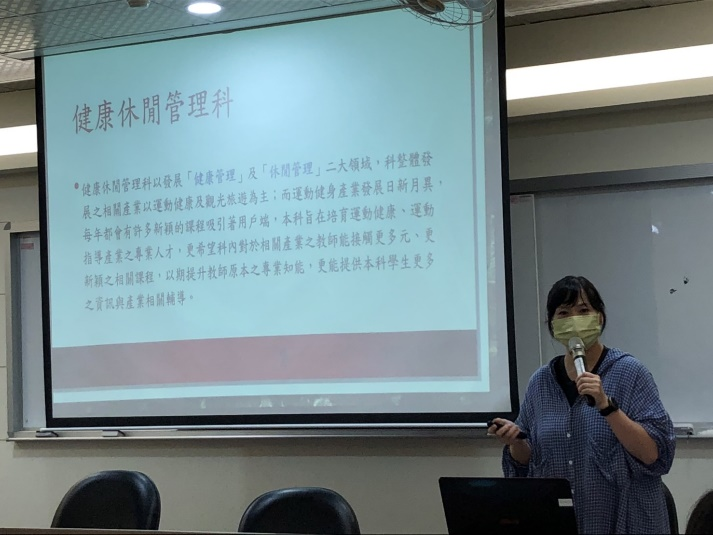 健康休閒管理科
•健康休閒管理科以發展「健康管理」及「休閒管理」二大領域，科整體發
展之相關產業以運動健康及觀光旅遊為主；而運動健身產業發展日新月異，
每年都會有許多新穎的課程吸引著用戶端，本科旨在培育運動健康、運動
指導產業之專業人才，更希望科內對於相關產業之教師能接觸更多元、更
新穎之相關課程，以期提升教師原本之專業知能，更能提供本科學生更多
之資訊與產業相關輔導。